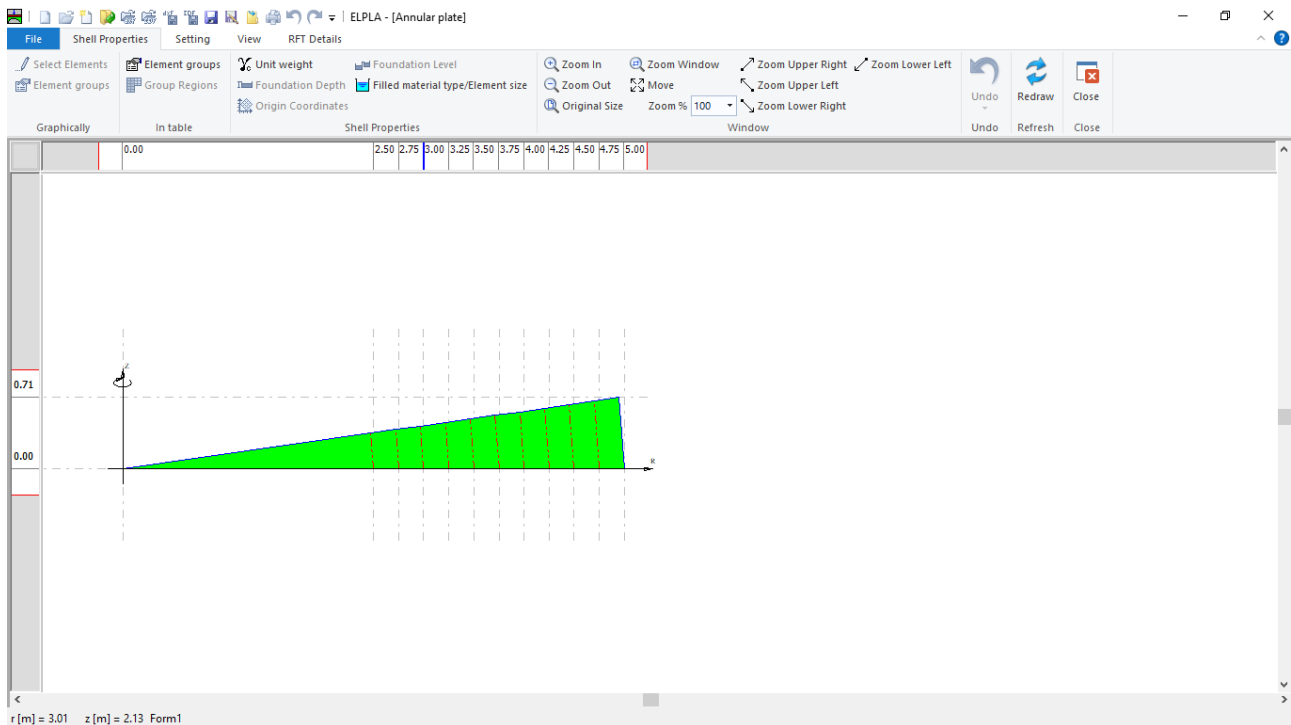 ELPLA - [Annular plate]
File Shell Properties Setting View RFT Details
Select Elements Element groups Unit weight Foundation Level Zoom In Zoom Window Zoom Upper Right Zoom Lower Left
Element groups Group Regions Foundation Depth Filled material type/Element size Zoom Out Move Zoom Upper Left
Origin Coordinates Original Size Zoom % 100 Zoom Lower Right
Undo Redraw Close
Graphically In table Shell Properties Window Undo Refresh Close
0.00 2.50 2.75 3.00 3.25 3.50 3.75 4.00 4.25 4.50 4.75 5.00
z
0.71
0.00
R
r [m] = 3.01 z [m] = 2.13 Form1